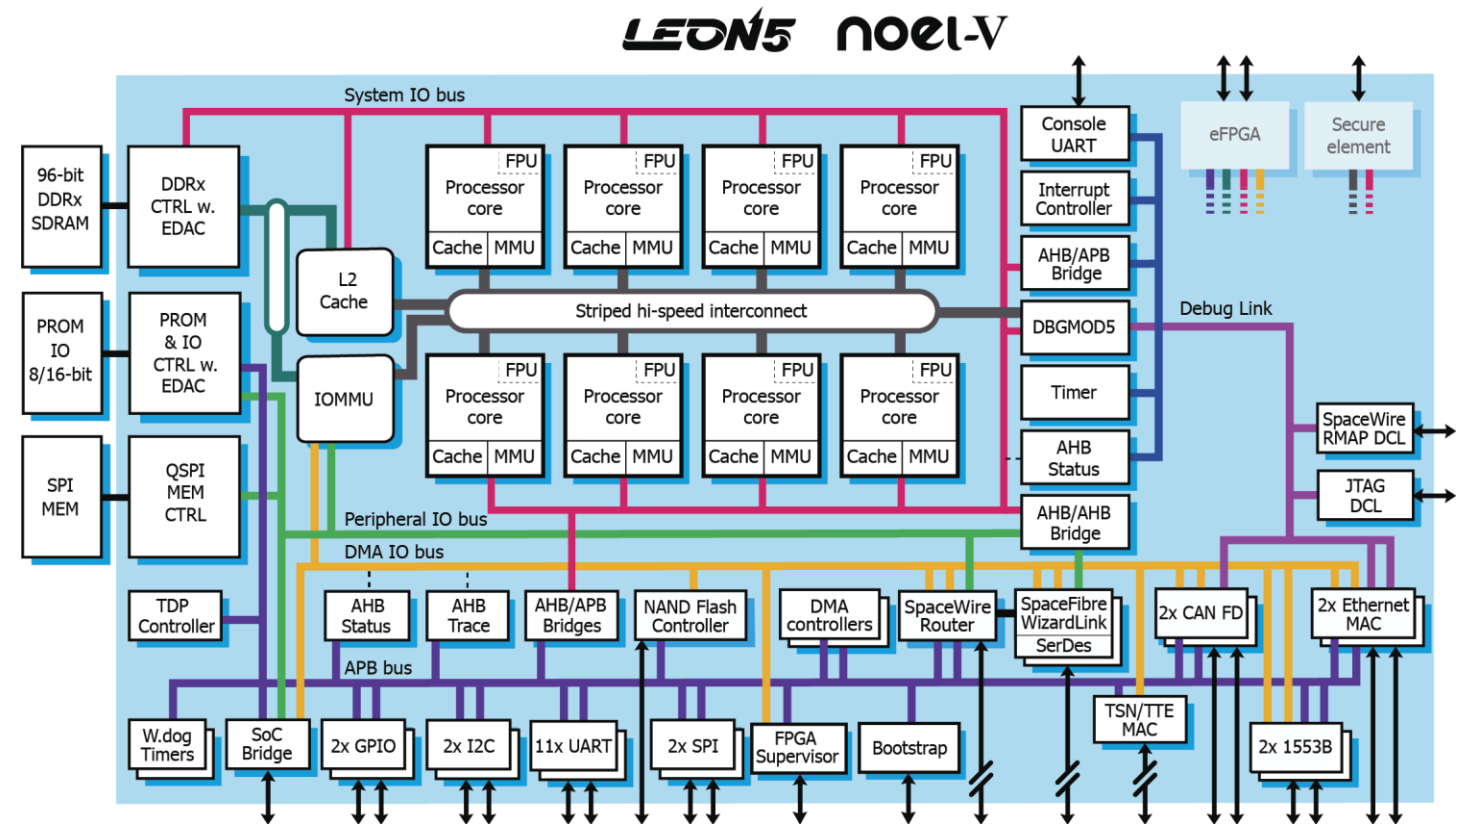 LEON5 NOEL-V
System IO bus
96-bit
DDRx
SDRAM
DDRx
CTRL w.
EDAC
L2
Cache
PROM
IO
8/16-bit
PROM
& IO
CTRL w.
EDAC
IOMMU
SPI
MEM
QSPI
MEM
CTRL
FPU
Processor
core
Cache MMU
FPU
Processor
core
Cache MMU
FPU
Processor
core
Cache MMU
FPU
Processor
core
Cache MMU
Striped hi-speed interconnect
FPU
Processor
core
Cache MMU
FPU
Processor
core
Cache MMU
FPU
Processor
core
Cache MMU
FPU
Processor
core
Cache MMU
Console
UART
Interrupt
Controller
AHB/APB
Bridge
DBGMOD5
Timer
AHB
Status
AHB/AHB
Bridge
eFPGA
Secure
element
Debug Link
SpaceWire
RMAP DCL
JTAG
DCL
Peripheral IO bus
DMA IO bus
TDP
Controller
AHB
Status
AHB
Trace
AHB/APB
Bridges
NAND Flash
Controller
DMA
controllers
SpaceWire
Router
SpaceFibre
WizardLink
SerDes
2x CAN FD
2x Ethernet
MAC
APB bus
W.dog
Timers
SoC
Bridge
2x GPIO
2x I2C
11x UART
2x SPI
FPGA
Supervisor
Bootstrap
TSN/TTE
MAC
2x 1553B